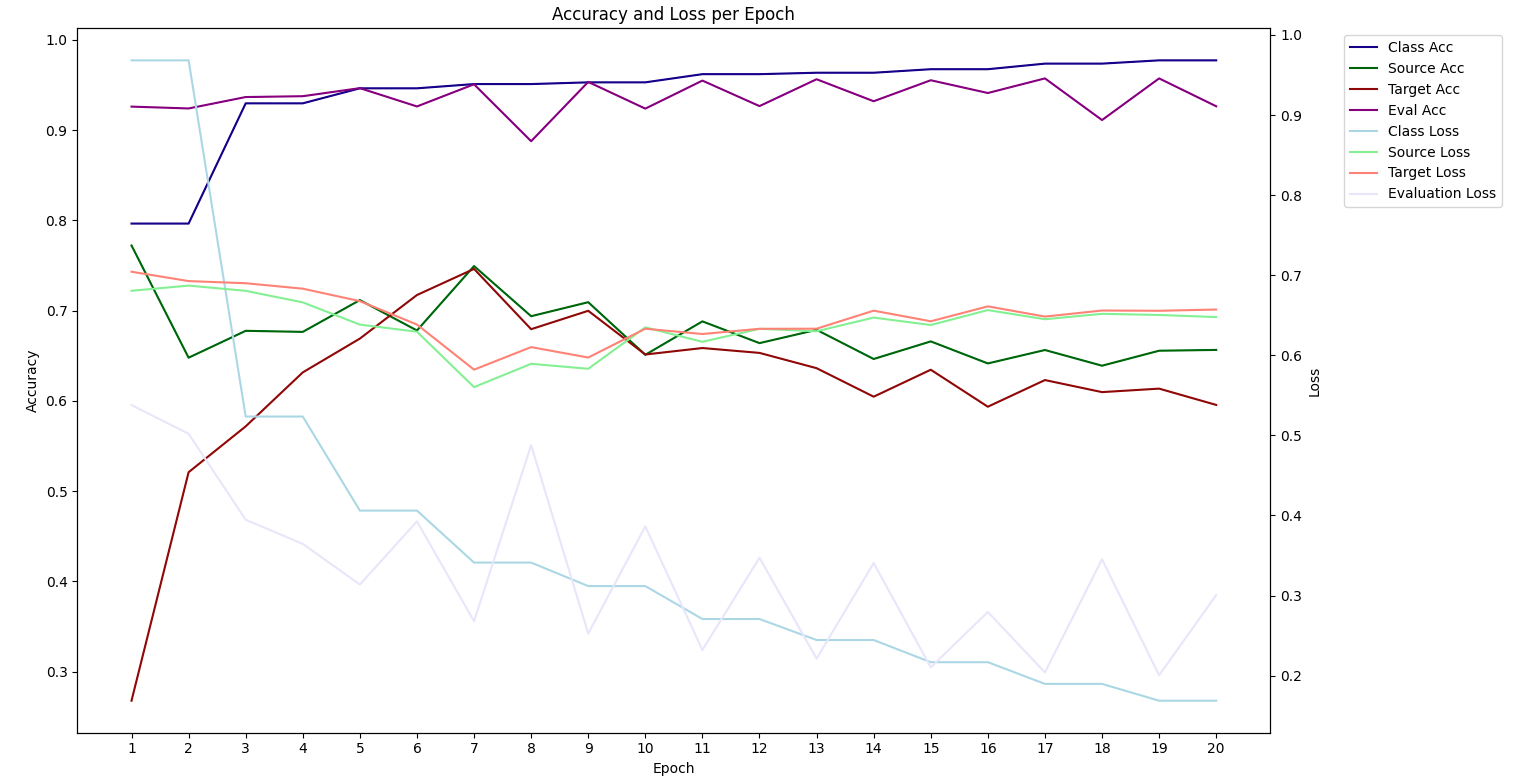 Accuracy and Loss per Epoch
1.0
0.9
0.8
0.7
0.6
0.5
0.4
0.3
Accuracy
1.0
0.9
0.8
0.7
0.6
0.5
0.4
0.3
0.2
Loss
1 2 3 4 5 6 7 8 9 10 11 12 13 14 15 16 17 18 19 20
Epoch
Class Acc
Source Acc
Target Acc
Eval Acc
Class Loss
Source Loss
Target Loss
Evaluation Loss